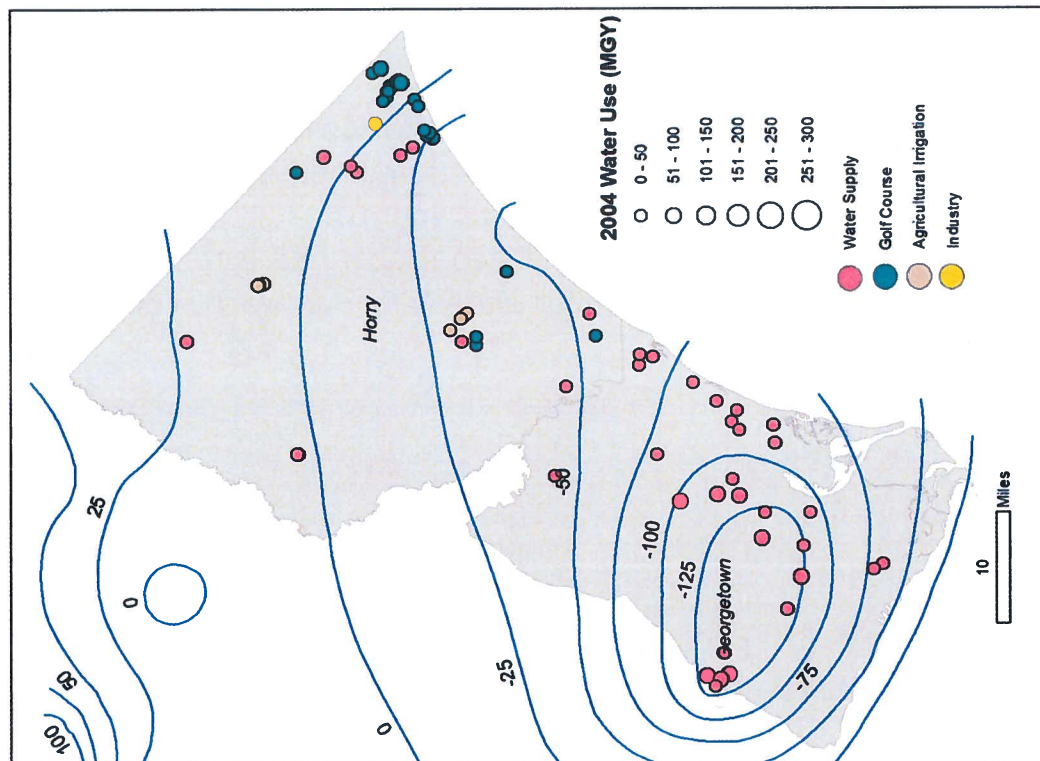 100
50
25
0
0
-25
-50
-100
-125
-75
Horry
Georgetown
2004 Water Use (MGY)
0 - 50
51 - 100
101 - 150
151 - 200
201 - 250
251 - 300
Water Supply
Golf Course
Agricultural Irrigation
Industry
10
Miles